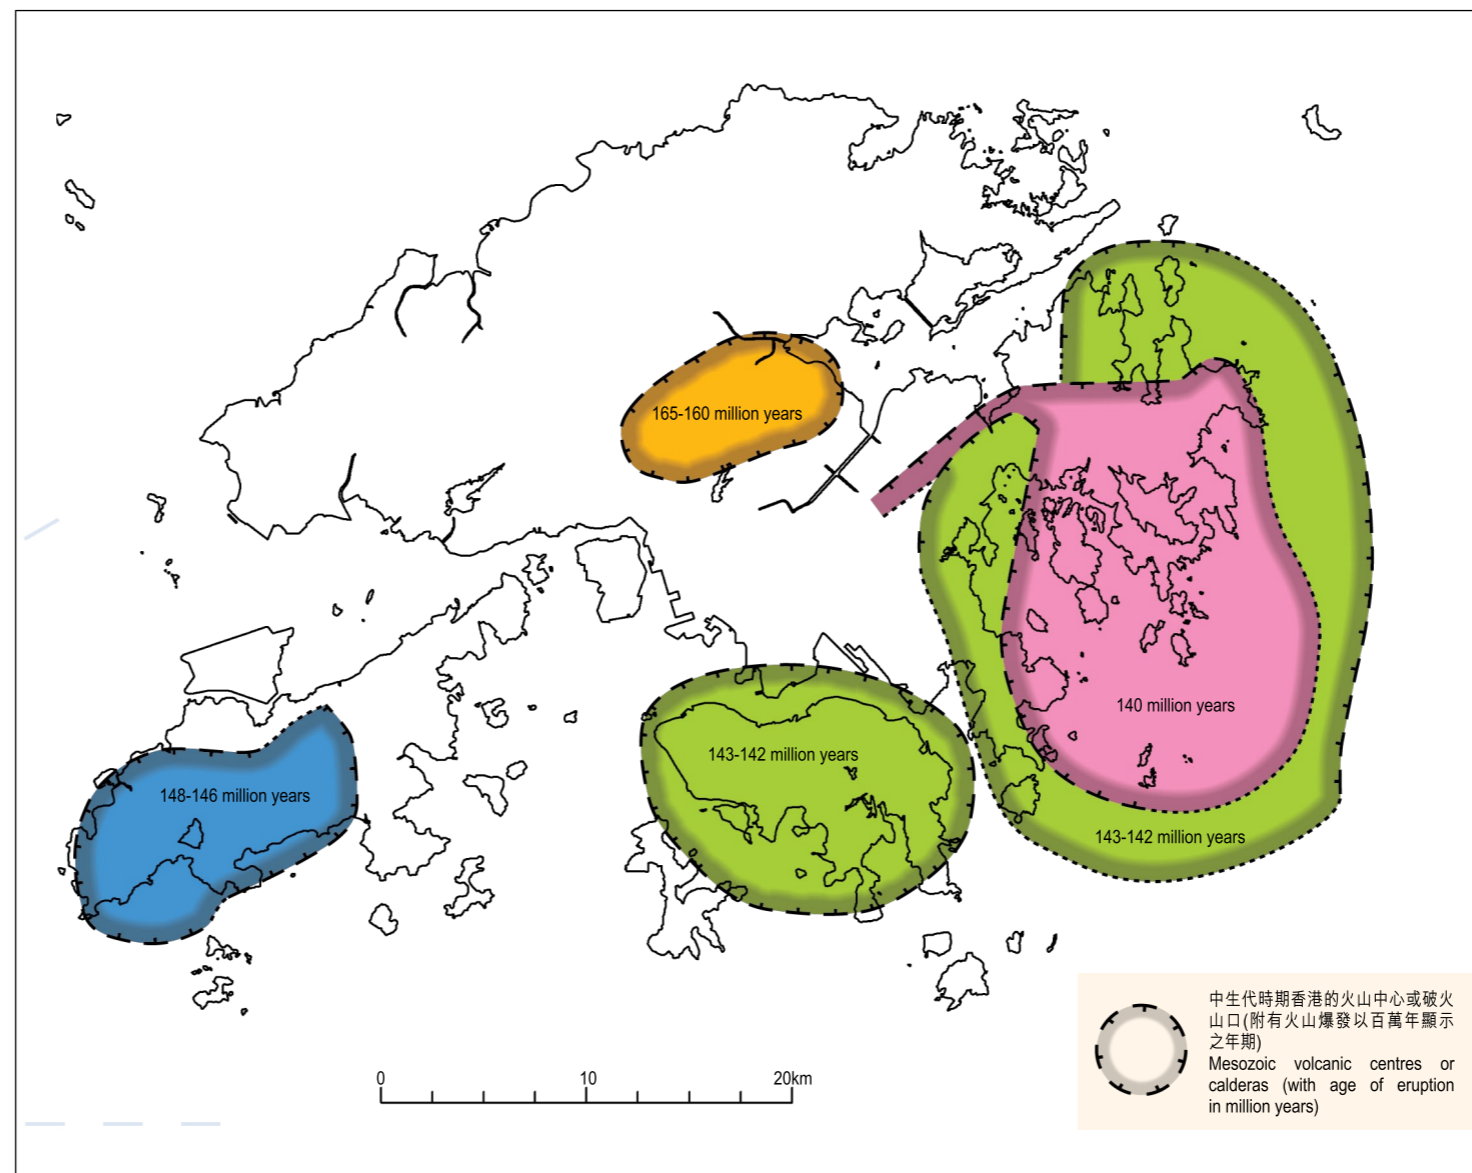 165-160 million years
140 million years
143-142 million years
148-146 million years
143-142 million years
0 10 20km
中生代時期香港的火山中心或破火
山口(附有火山爆發以百萬年顯示
之年期)
Mesozoic volcanic centres or
calderas (with age of eruption
in million years)